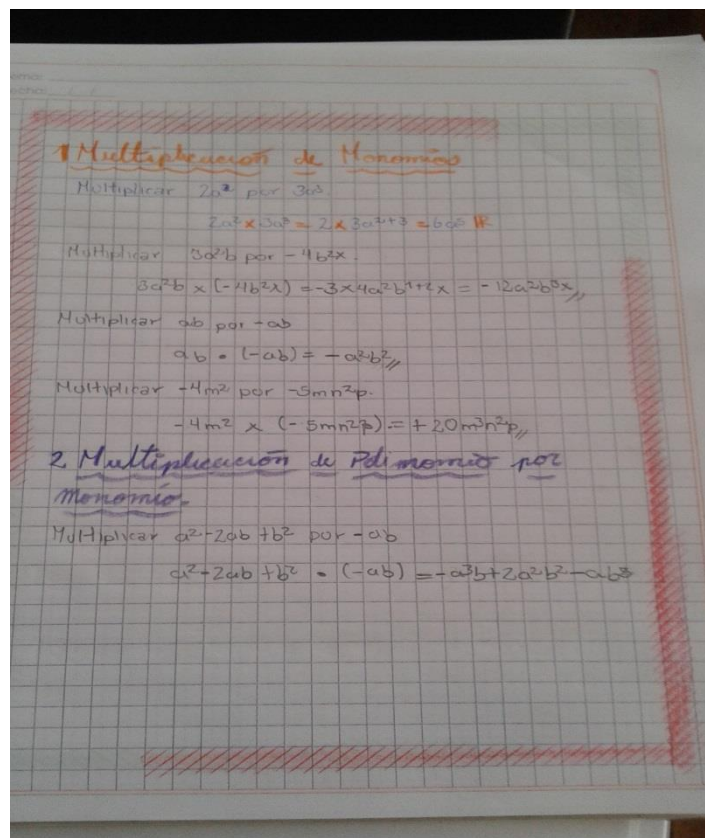 1 Multiplicación de Monomios
Multiplicar 2a² por 3a³
2a² × 3a³ = 2 × 3a²⁺³ = 6a⁵ R
Multiplicar 3a²b por -4b²x.
3a²b × (-4b²x) = -3×4a²b¹⁺²x = -12a²b³x//
Multiplicar ab por -ab
ab • (-ab) = -a²b²//
Multiplicar -4m² por -5mn²p.
-4m² × (-5mn²p) = +20m³n²p//
2 Multiplicación de Polinomio por
monomio.
Multiplicar a²-2ab+b² por -ab
a²-2ab+b² • (-ab) = -a³b+2a²b²-ab³